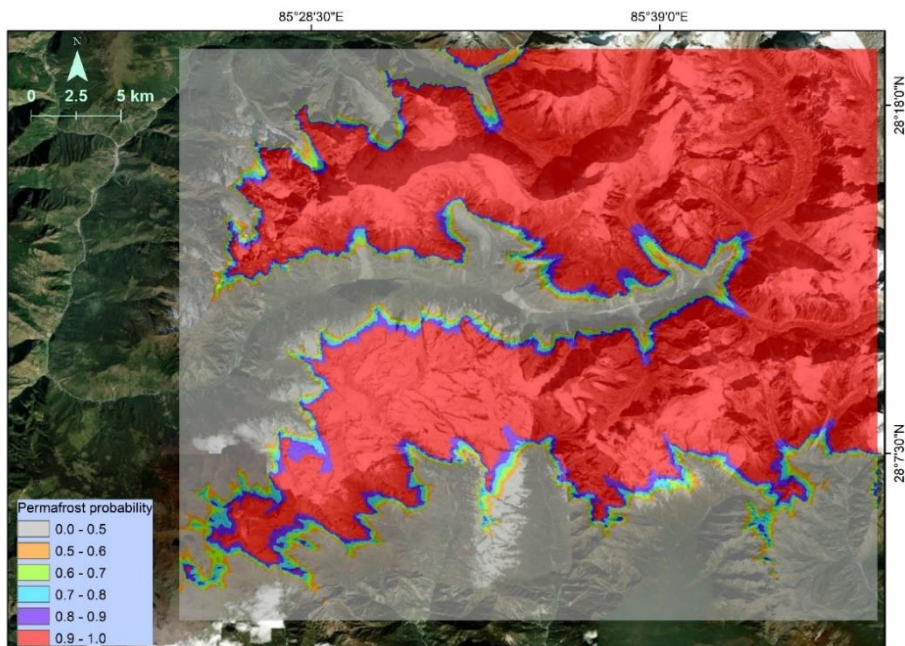 85°28'30"E
85°39'0"E
N
0 2.5 5 km
28°18'0"N
28°7'30"N
Permafrost probability
0.0 - 0.5
0.5 - 0.6
0.6 - 0.7
0.7 - 0.8
0.8 - 0.9
0.9 - 1.0